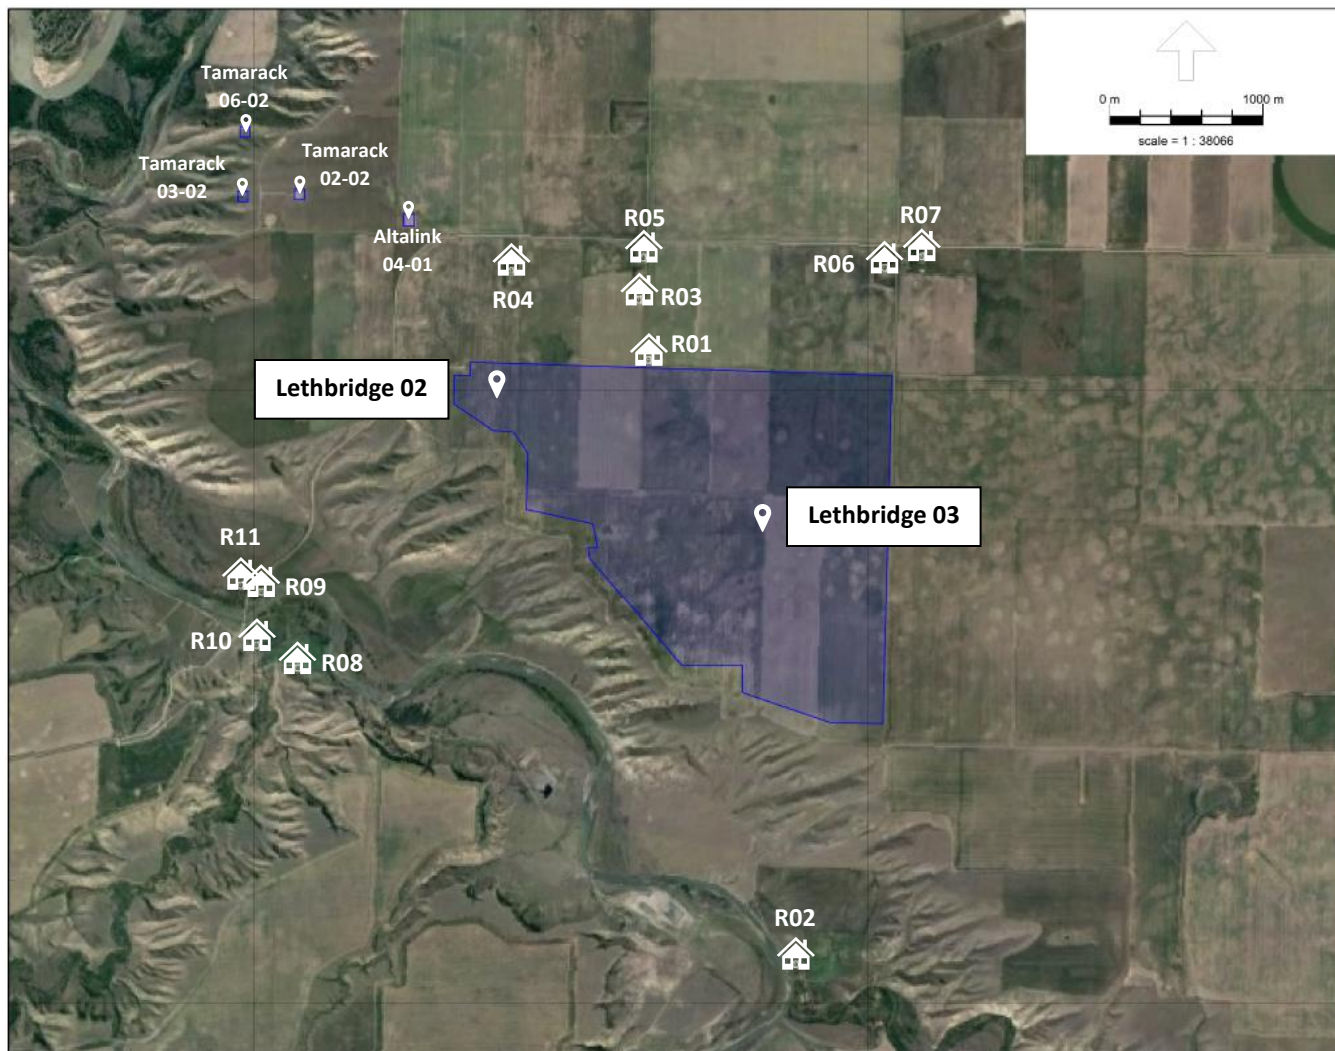 0 m 1000 m
scale = 1 : 38066
Tamarack
06-02
Tamarack
03-02
Tamarack
02-02
Altalink
04-01
R05
R07
R06
R04
R03
R01
Lethbridge 02
Lethbridge 03
R11
R09
R10
R08
R02